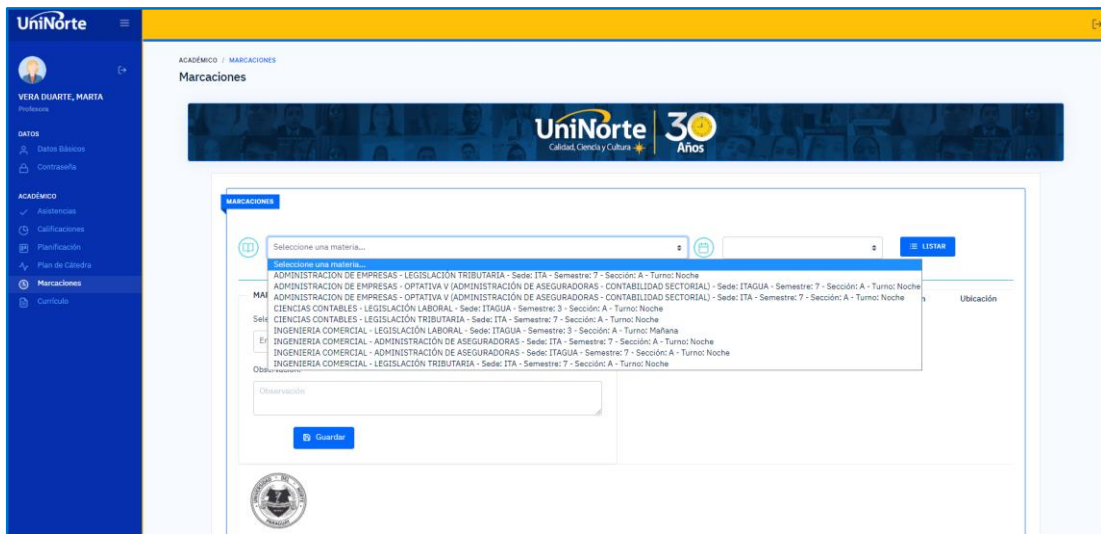 UniNorte
VERA DUARTE, MARTA
Profesora
DATOS
Datos Básicos
Contraseña
ACADÉMICO
Asistencias
Calificaciones
Planificación
Plan de Cátedra
Marcaciones
Currículo
ACADÉMICO / MARCACIONES
Marcaciones
UniNorte
Calidad, Ciencia y Cultura
30
Años
MARCACIONES
Seleccione una materia...
LISTAR
Seleccione una materia...
ADMINISTRACION DE EMPRESAS - LEGISLACIÓN TRIBUTARIA - Sede: ITA - Semestre: 7 - Sección: A - Turno: Noche
ADMINISTRACION DE EMPRESAS - OPTATIVA V (ADMINISTRACIÓN DE ASEGURADORAS - CONTABILIDAD SECTORIAL) - Sede: ITAGUA - Semestre: 7 - Sección: A - Turno: Noche
ADMINISTRACION DE EMPRESAS - OPTATIVA V (ADMINISTRACIÓN DE ASEGURADORAS - CONTABILIDAD SECTORIAL) - Sede: ITA - Semestre: 7 - Sección: A - Turno: Noche
CIENCIAS CONTABLES - LEGISLACIÓN LABORAL - Sede: ITAGUA - Semestre: 3 - Sección: A - Turno: Noche
CIENCIAS CONTABLES - LEGISLACIÓN TRIBUTARIA - Sede: ITA - Semestre: 7 - Sección: A - Turno: Noche
INGENIERIA COMERCIAL - LEGISLACIÓN LABORAL - Sede: ITAGUA - Semestre: 3 - Sección: A - Turno: Mañana
INGENIERIA COMERCIAL - ADMINISTRACIÓN DE ASEGURADORAS - Sede: ITA - Semestre: 7 - Sección: A - Turno: Noche
INGENIERIA COMERCIAL - ADMINISTRACIÓN DE ASEGURADORAS - Sede: ITAGUA - Semestre: 7 - Sección: A - Turno: Noche
INGENIERIA COMERCIAL - LEGISLACIÓN TRIBUTARIA - Sede: ITA - Semestre: 7 - Sección: A - Turno: Noche
Ubicación
Observación
Guardar